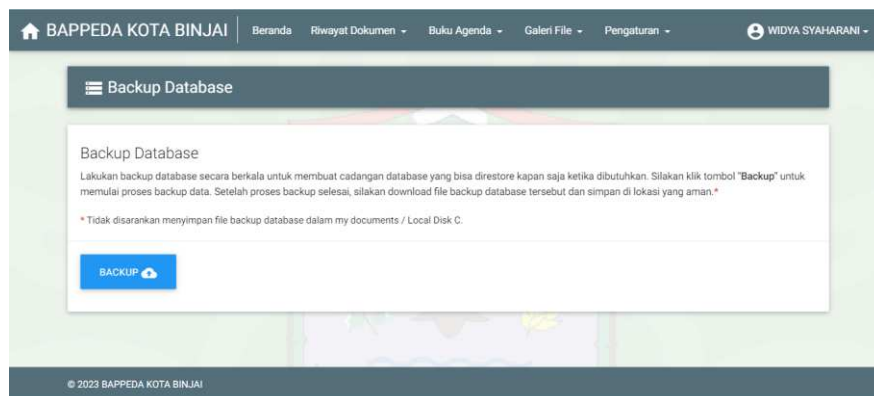 BAPPEDA KOTA BINJAI Beranda Riwayat Dokumen Buku Agenda Galeri File Pengaturan WIDYA SYAHARANI
Backup Database
Backup Database
Lakukan backup database secara berkala untuk membuat cadangan database yang bisa direstore kapan saja ketika dibutuhkan. Silakan klik tombol "Backup" untuk
memulai proses backup data. Setelah proses backup selesai, silakan download file backup database tersebut dan simpan di lokasi yang aman.*
* Tidak disarankan menyimpan file backup database dalam my documents / Local Disk C.
BACKUP
© 2023 BAPPEDA KOTA BINJAI